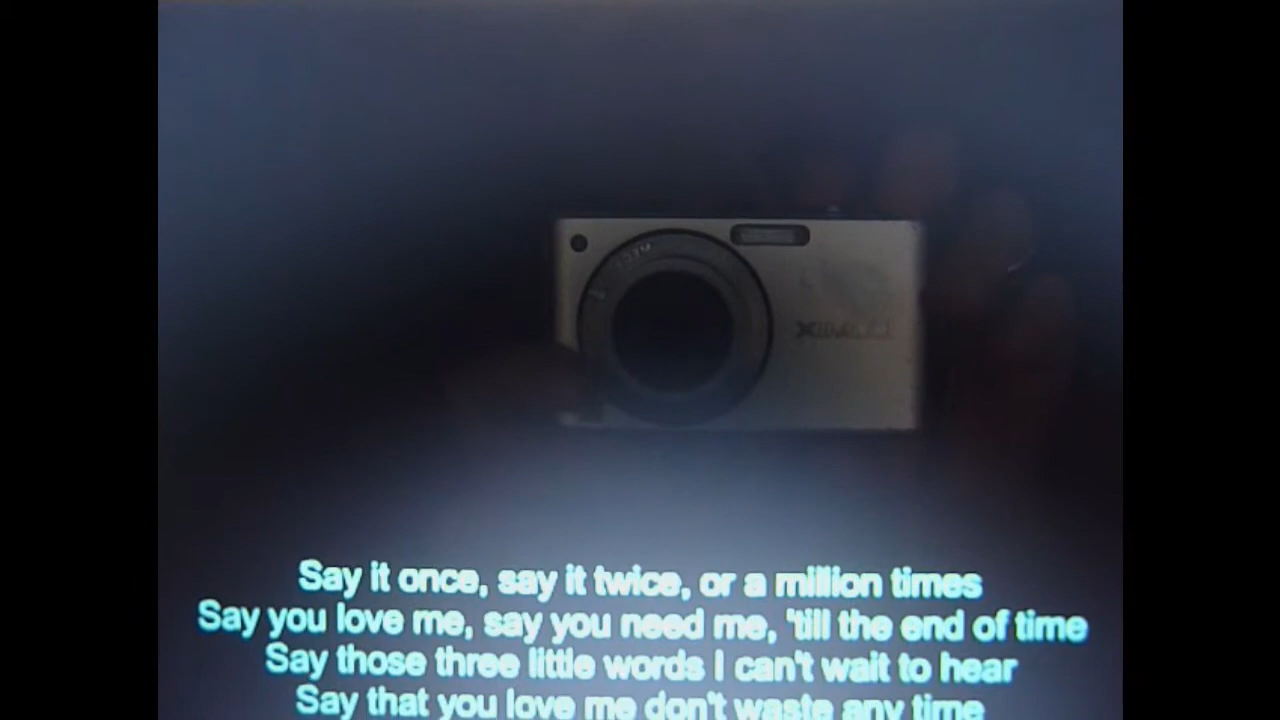 Say it once, say it twice, or a million times
Say you love me, say you need me, 'till the end of time
Say those three little words I can't wait to hear
Say that you love me don't waste any time